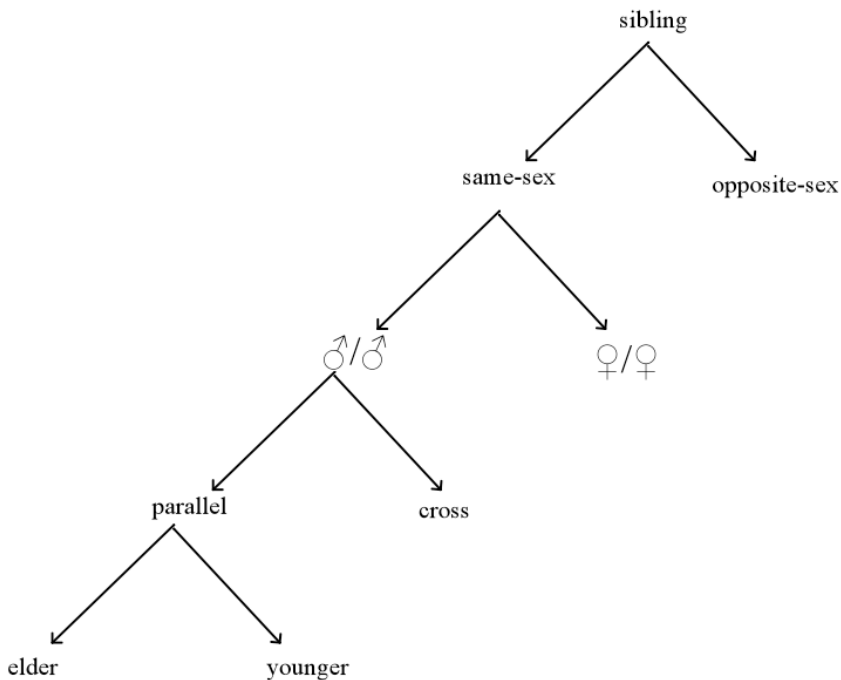 sibling
same-sex
opposite-sex
♂/♂
♀/♀
parallel
cross
elder
younger